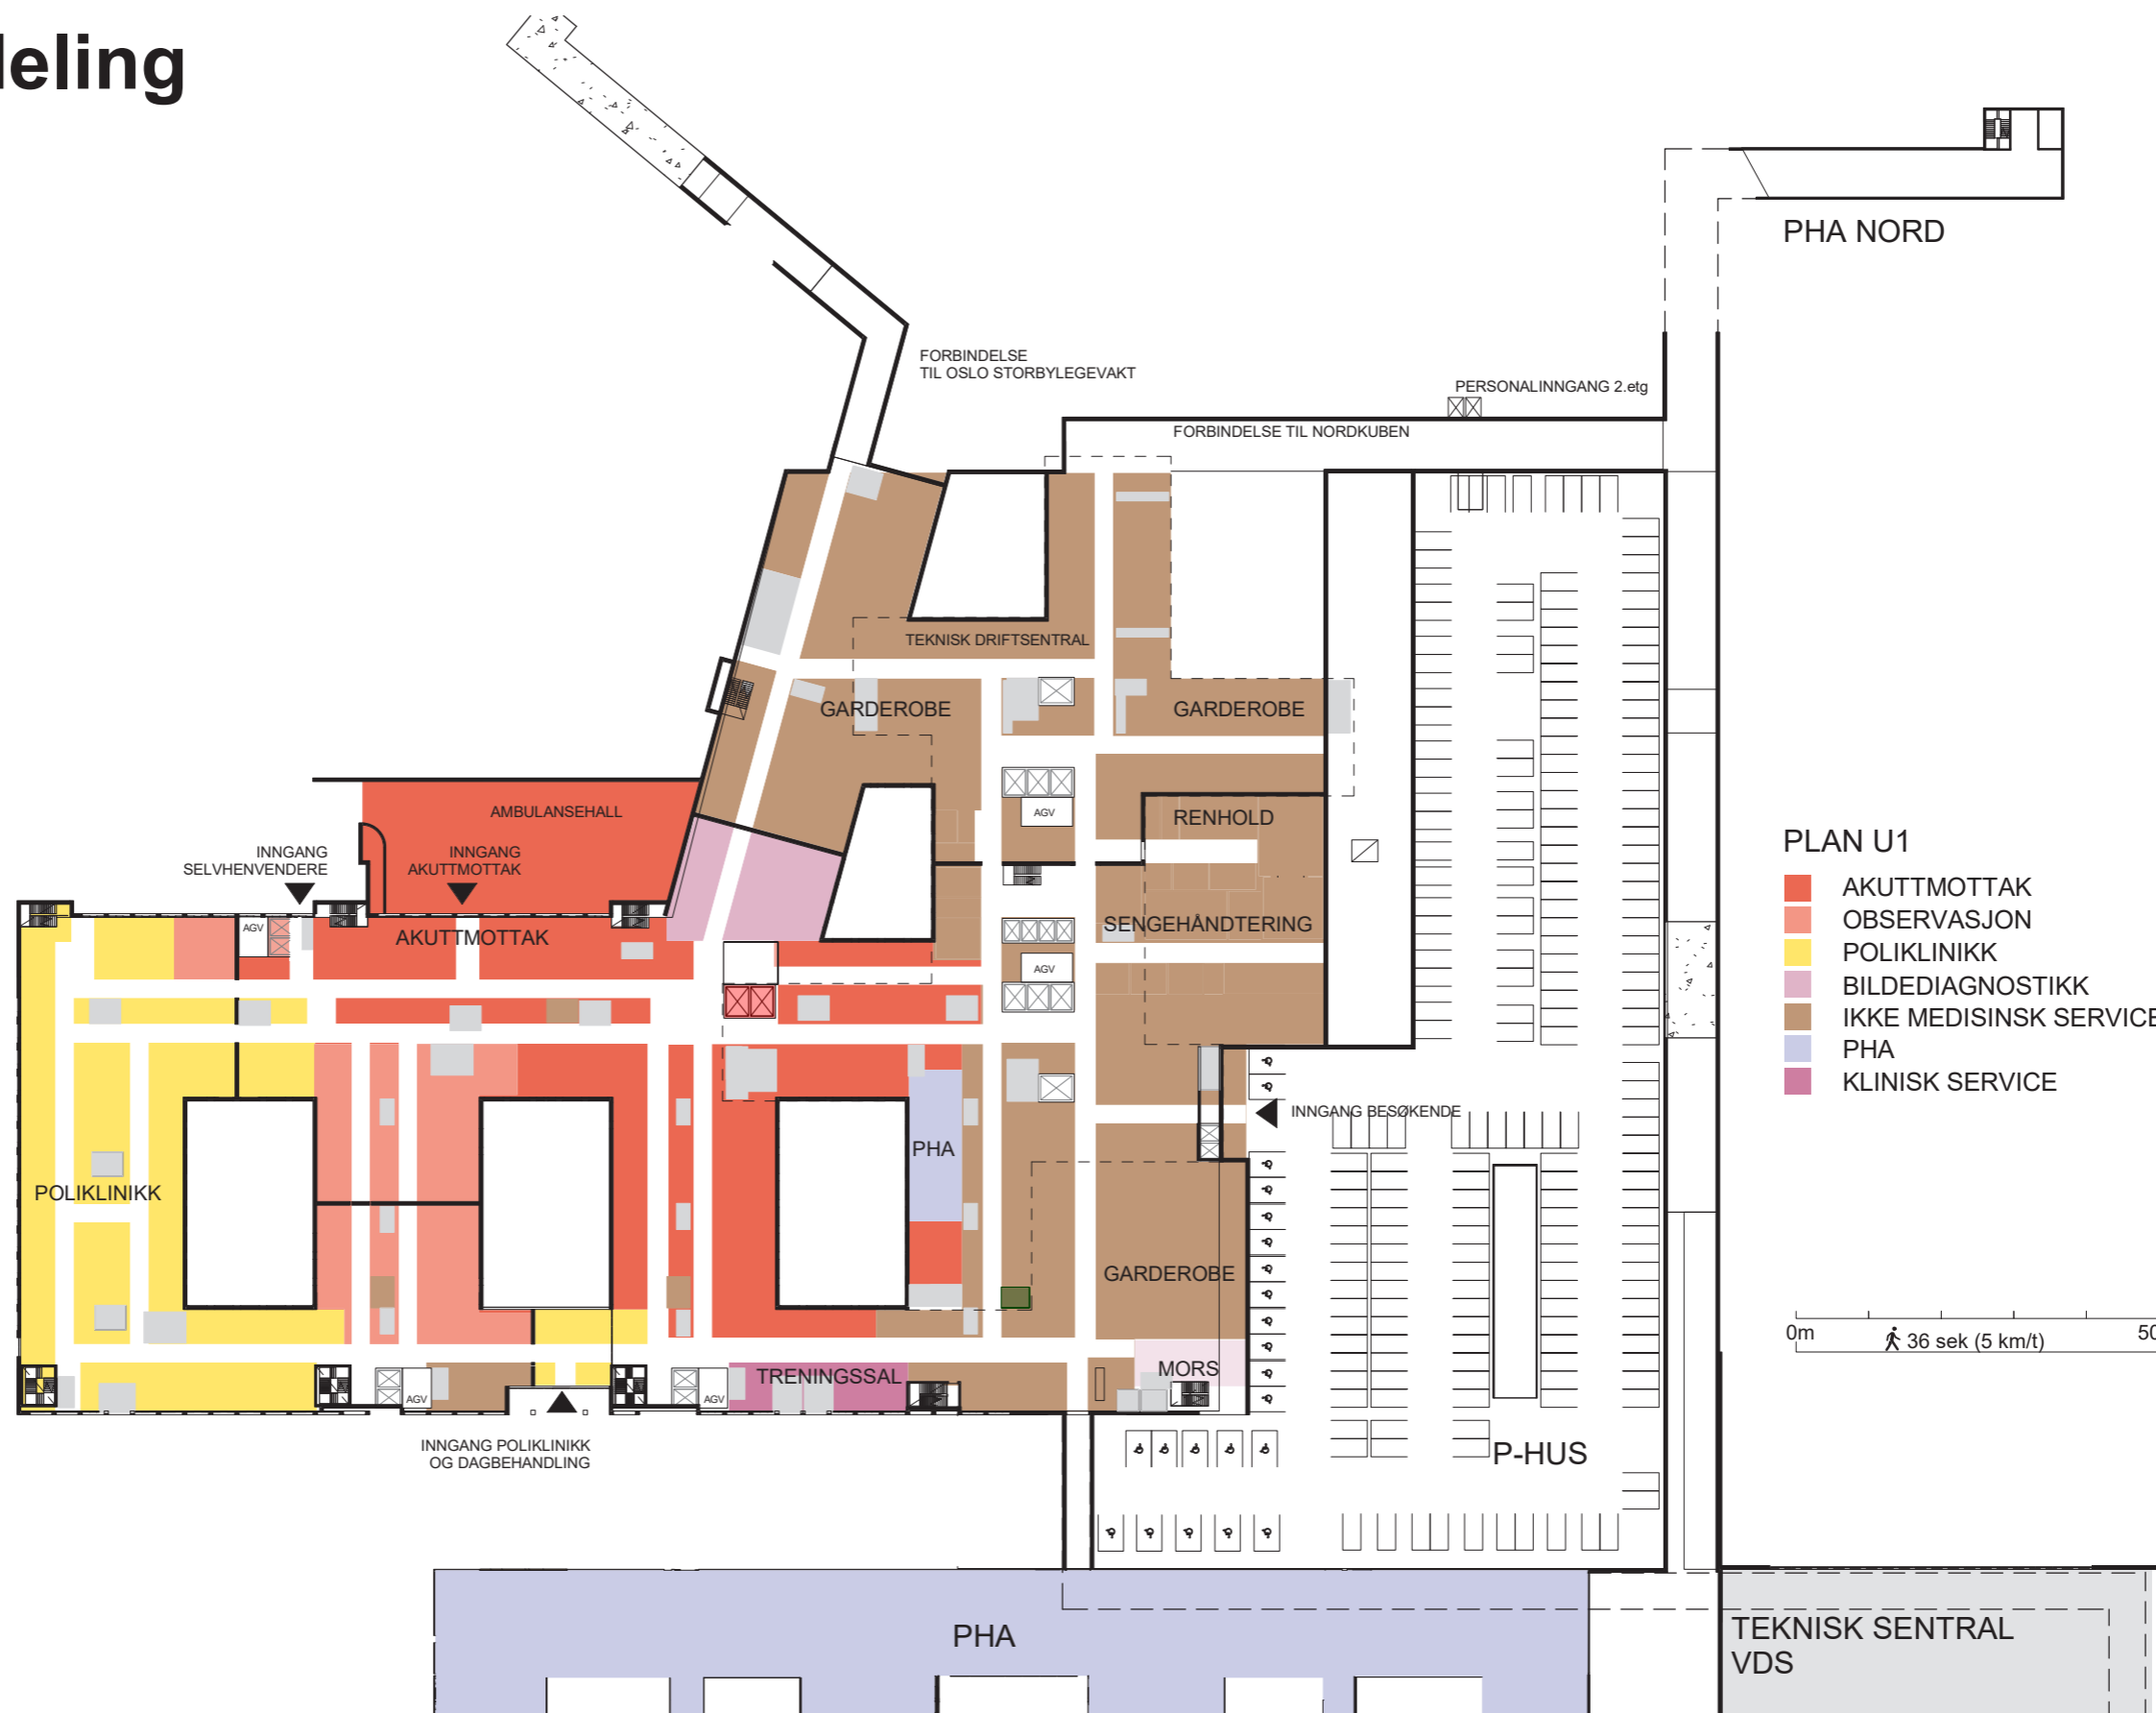 deling
PHA NORD
FORBINDELSE
TIL OSLO STORBYLEGEVAKT
PERSONALINNGANG 2.etg
FORBINDELSE TIL NORDKUBEN
TEKNISK DRIFTSENTRAL
GARDEROBE
GARDEROBE
AMBULANSEHALL
AGV
RENHOLD
INNGANG
SELVHENVENDERE
INNGANG
AKUTTMOTTAK
AGV
AKUTTMOTTAK
SENGEHÅNDTERING
AGV
PLAN U1
AKUTTMOTTAK
OBSERVASJON
POLIKLINIKK
BILDEDIAGNOSTIKK
IKKE MEDISINSK SERVICE
PHA
KLINISK SERVICE
INNGANG BESØKENDE
PHA
POLIKLINIKK
GARDEROBE
0m
50
36 sek (5 km/t)
MORS
TRENINGSSAL
AGV
AGV
INNGANG POLIKLINIKK
OG DAGBEHANDLING
P-HUS
PHA
TEKNISK SENTRAL
VDS